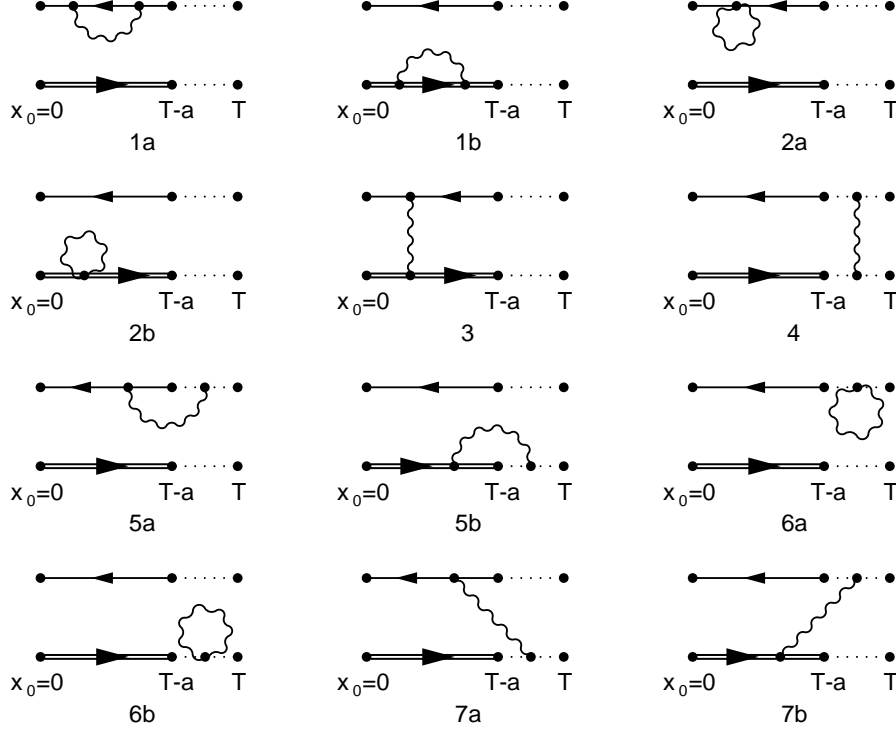 x0=0 T-a T x0=0 T-a T x0=0 T-a T
1a 1b 2a
x0=0 T-a T x0=0 T-a T x0=0 T-a T
2b 3 4
x0=0 T-a T x0=0 T-a T x0=0 T-a T
5a 5b 6a
x0=0 T-a T x0=0 T-a T x0=0 T-a T
6b 7a 7b